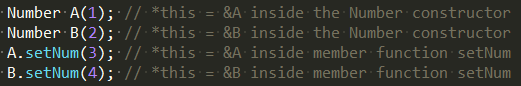 Number A(1); // *this = &A inside the Number constructor
Number B(2); // *this = &B inside the Number constructor
A.setNum(3); // *this = &A inside member function setNum
B.setNum(4); // *this = &B inside member function setNum